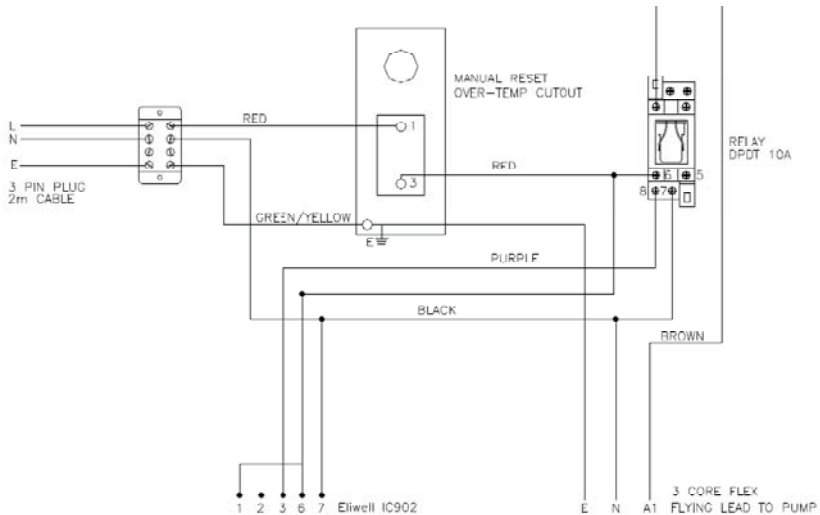 MANUAL RESET
OVER-TEMP CUTOUT
L
RED
1
N
RELAY
DPDT 10A
E
RED
3
6 5
3 PIN PLUG
2m CABLE
8 7
GREEN/YELLOW
E
PURPLE
BLACK
BROWN
1 2 3 6 7 Eliwell IC902
E N A1
3 CORE FLEX
FLYING LEAD TO PUMP